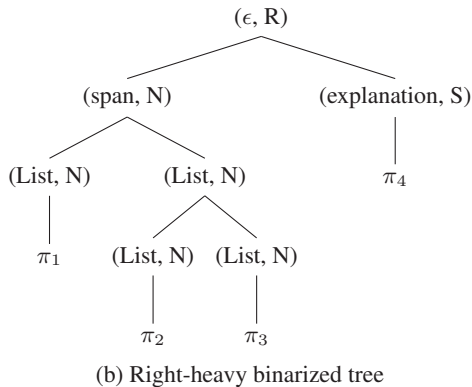 (ϵ, R)
(span, N) (explanation, S)
(List, N) (List, N) π₄
π₁ (List, N) (List, N)
π₂ π₃
(b) Right-heavy binarized tree